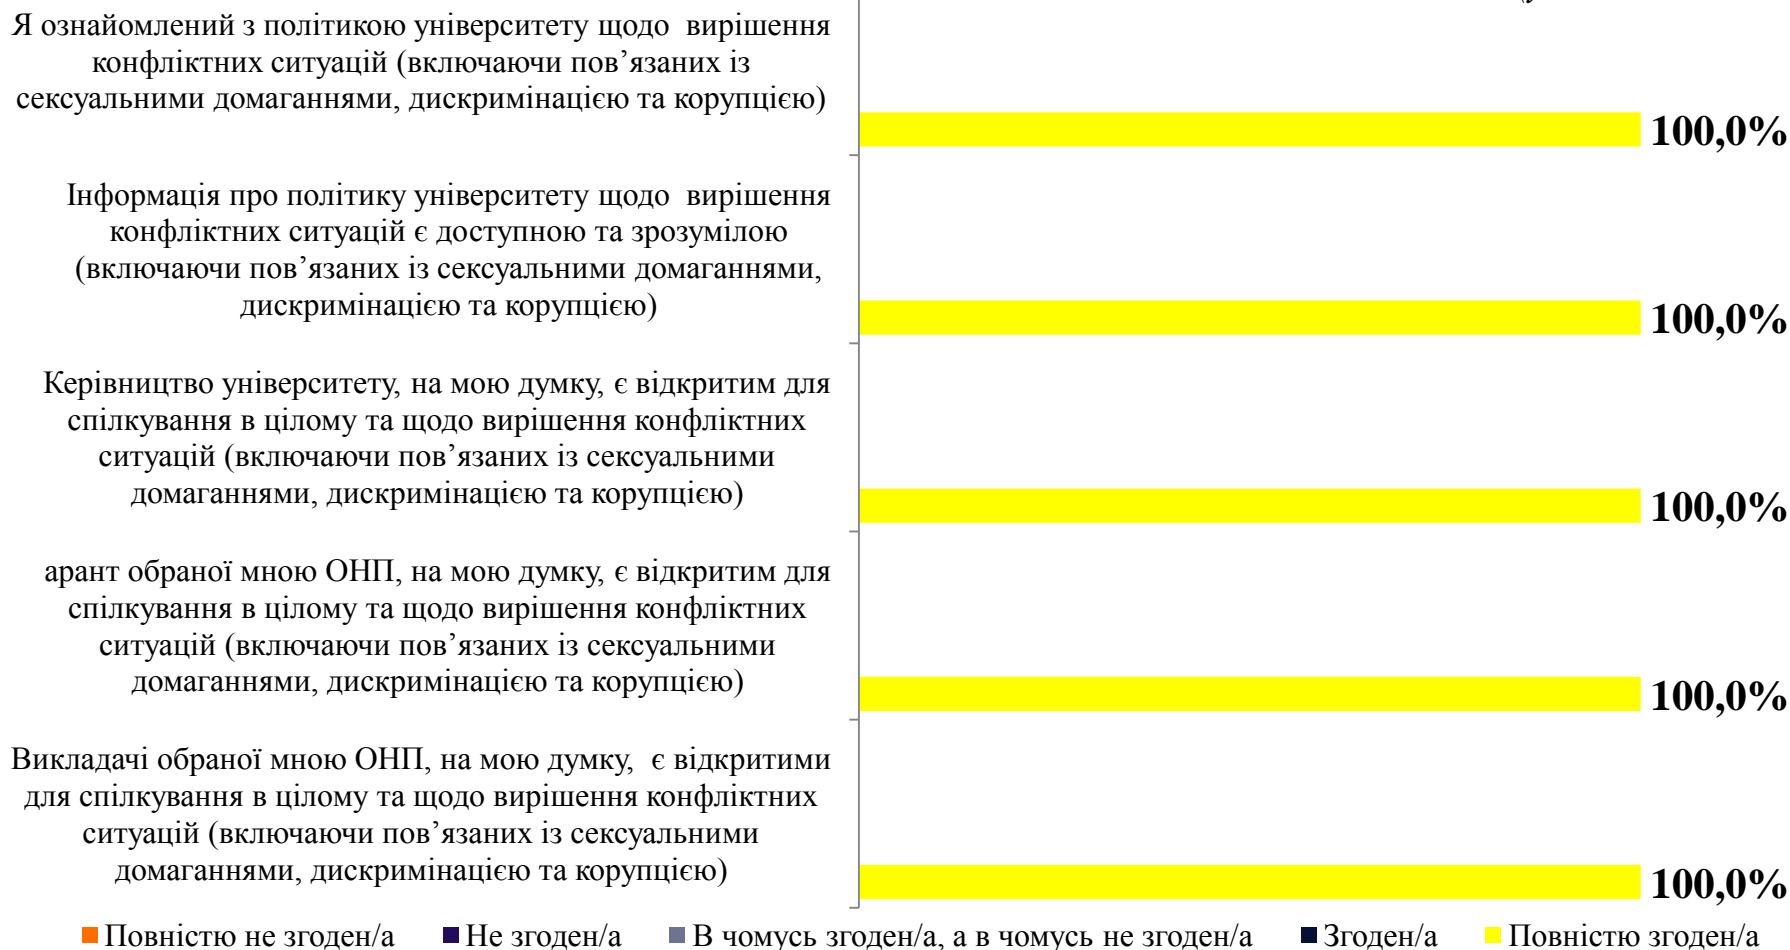 Я ознайомлений з політикою університету щодо вирішення
конфліктних ситуацій (включаючи пов’язаних із
сексуальними домаганнями, дискримінацією та корупцією)
100,0%
Інформація про політику університету щодо вирішення
конфліктних ситуацій є доступною та зрозумілою
(включаючи пов’язаних із сексуальними домаганнями,
дискримінацією та корупцією)
100,0%
Керівництво університету, на мою думку, є відкритим для
спілкування в цілому та щодо вирішення конфліктних
ситуацій (включаючи пов’язаних із сексуальними
домаганнями, дискримінацією та корупцією)
100,0%
арант обраної мною ОНП, на мою думку, є відкритим для
спілкування в цілому та щодо вирішення конфліктних
ситуацій (включаючи пов’язаних із сексуальними
домаганнями, дискримінацією та корупцією)
100,0%
Викладачі обраної мною ОНП, на мою думку, є відкритими
для спілкування в цілому та щодо вирішення конфліктних
ситуацій (включаючи пов’язаних із сексуальними
домаганнями, дискримінацією та корупцією)
100,0%
Повністю не згоден/а Не згоден/а В чомусь згоден/а, а в чомусь не згоден/а Згоден/а Повністю згоден/а